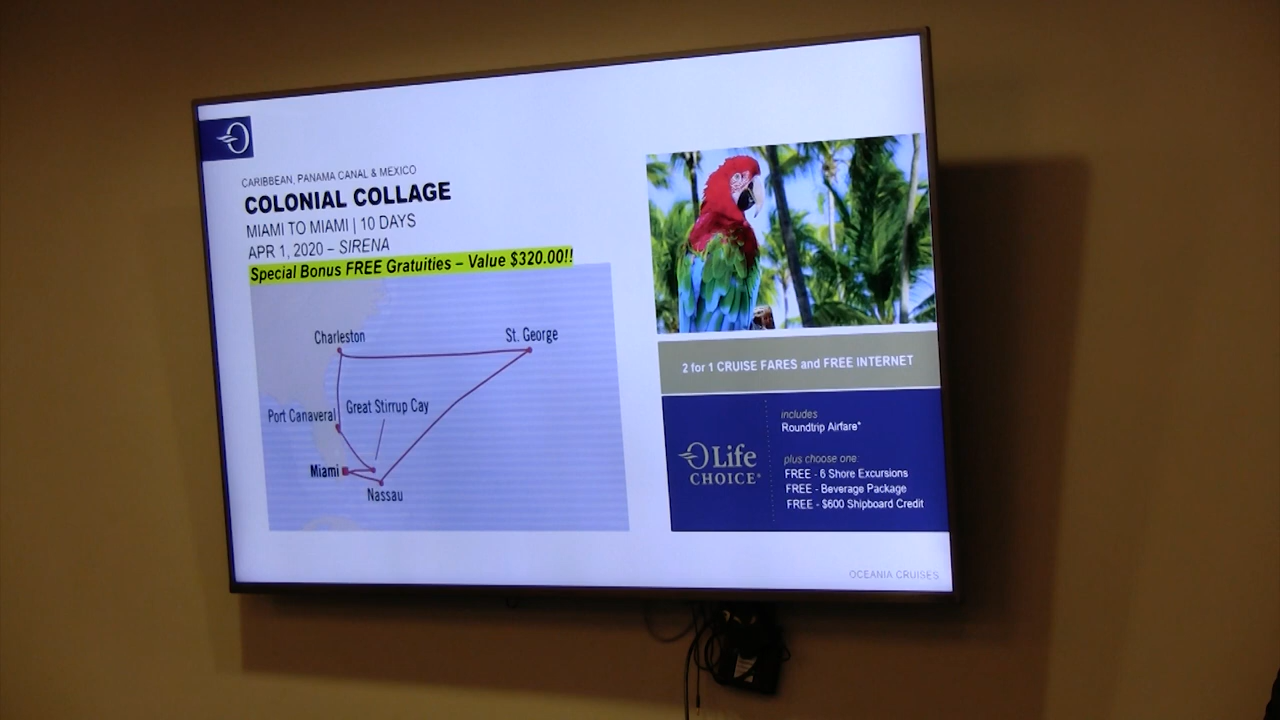 CARIBBEAN, PANAMA CANAL & MEXICO
COLONIAL COLLAGE
MIAMI TO MIAMI | 10 DAYS
APR 1, 2020 – SIRENA
Special Bonus FREE Gratuities – Value $320.00!!
Charleston
St. George
Port Canaveral
Great Stirrup Cay
Miami
Nassau
2 for 1 CRUISE FARES and FREE INTERNET
OLife
CHOICE®
includes
Roundtrip Airfare*
plus choose one:
FREE - 6 Shore Excursions
FREE - Beverage Package
FREE - $600 Shipboard Credit
OCEANIA CRUISES